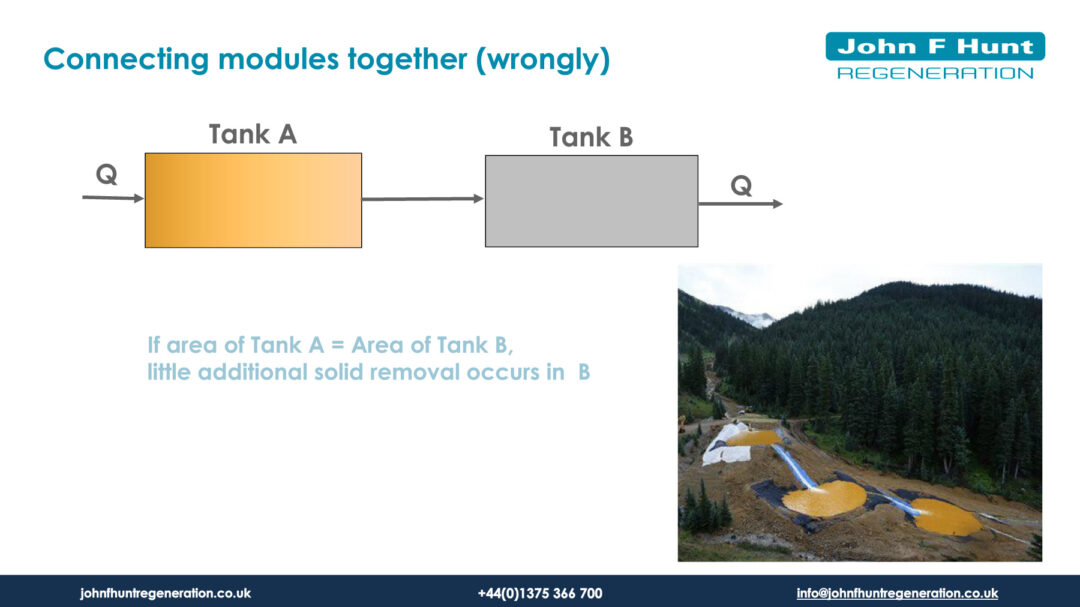 Connecting modules together (wrongly)
John F Hunt
REGENERATION
Tank A
Tank B
Q
Q
If area of Tank A = Area of Tank B,
little additional solid removal occurs in  B
johnfhuntregeneration.co.uk
+44(0)1375 366 700
info@johnfhuntregeneration.co.uk